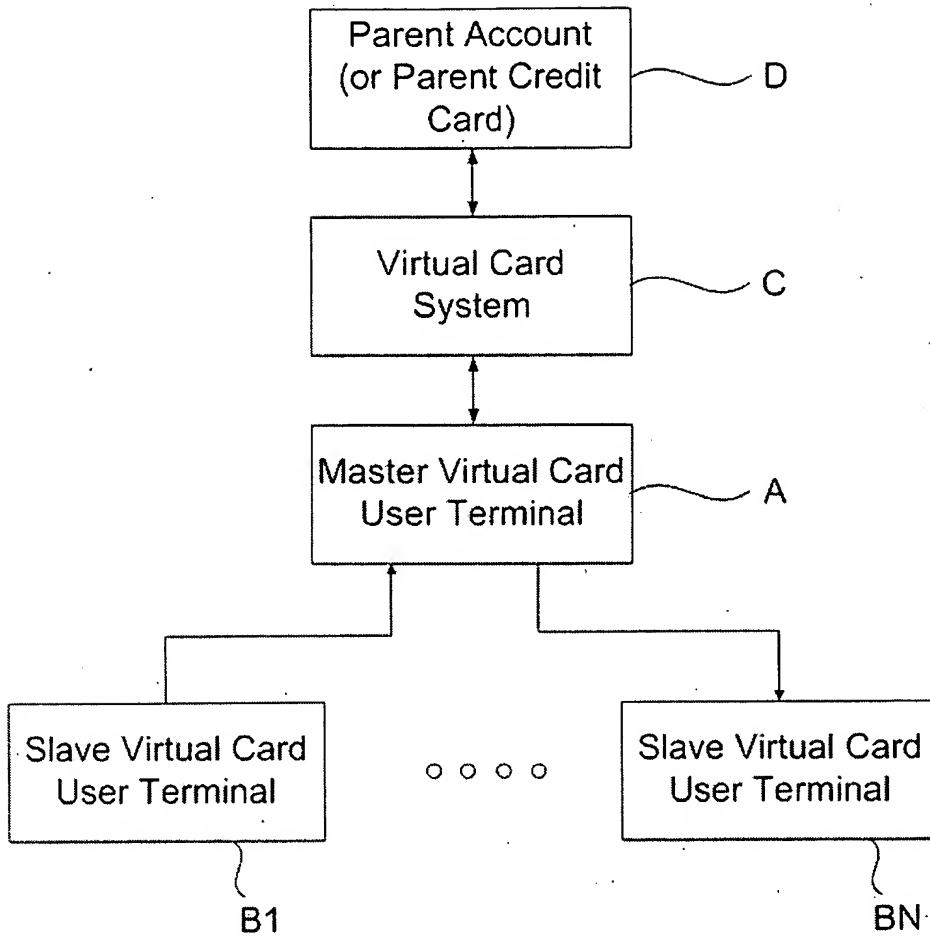 Parent Account
(or Parent Credit
Card)
D
Virtual Card
System
C
Master Virtual Card
User Terminal
A
Slave Virtual Card
User Terminal
Slave Virtual Card
User Terminal
B1
BN